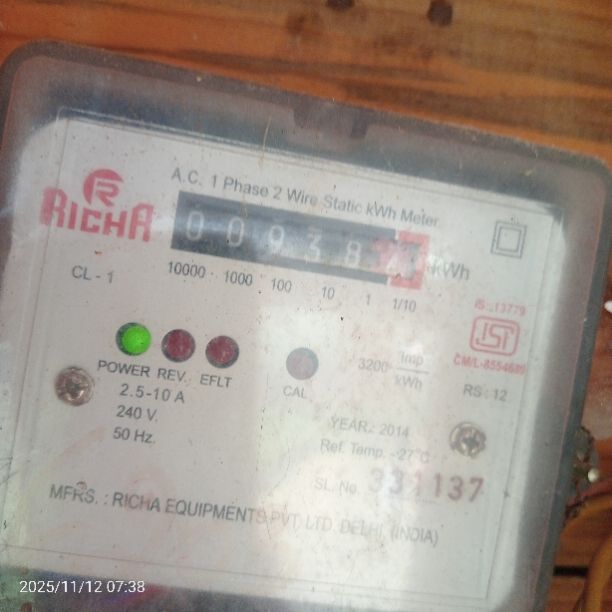 A.C. 1 Phase 2 Wire Static kWh Meter
RICHA
0 0 9 3 8
kWh
10000 1000 100 10 1 1/10
CL - 1
IS : 13779
ISI
3200 Imp/kWh
RS : 12
POWER REV. EFLT
CAL
2.5-10 A
240 V.
50 Hz.
YEAR : 2014
Ref. Temp. -27°C
SL. No. 331137
MFRS. : RICHA EQUIPMENTS PVT. LTD. DELHI, (INDIA)
2025/11/12 07:38